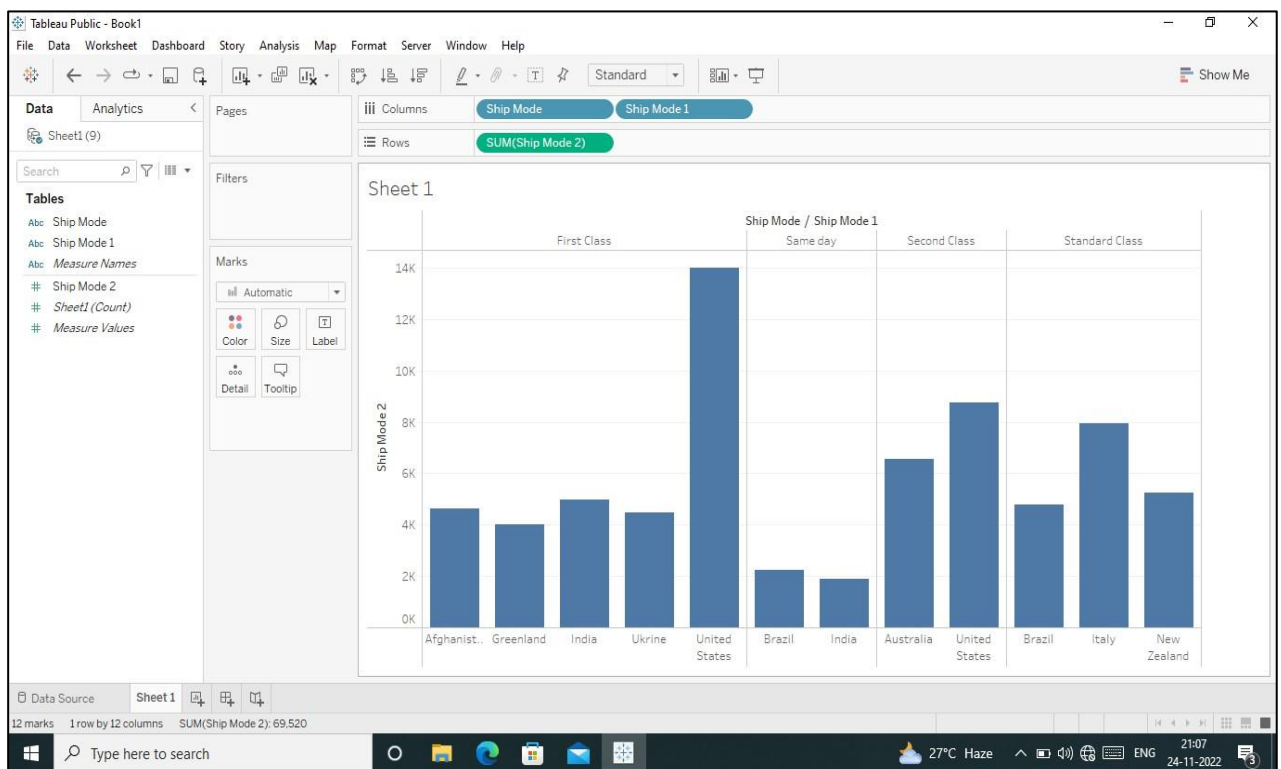 Tableau Public - Book1
File Data Worksheet Dashboard Story Analysis Map Format Server Window Help
Standard
Show Me
Data Analytics
Sheet1 (9)
Search
Tables
Abc Ship Mode
Abc Ship Mode 1
Abc Measure Names
# Ship Mode 2
# Sheet1 (Count)
# Measure Values
Pages
Filters
Marks
Automatic
Color Size Label
Detail Tooltip
Columns Ship Mode Ship Mode 1
Rows SUM(Ship Mode 2)
Sheet 1
Ship Mode / Ship Mode 1
First Class Same day Second Class Standard Class
Ship Mode 2
14K
12K
10K
8K
6K
4K
2K
0K
Afghanist.. Greenland India Ukrine United States Brazil India Australia United States Brazil Italy New Zealand
Data Source Sheet 1
12 marks 1 row by 12 columns SUM(Ship Mode 2): 69,520
Type here to search
27°C Haze ENG 21:07
24-11-2022 3